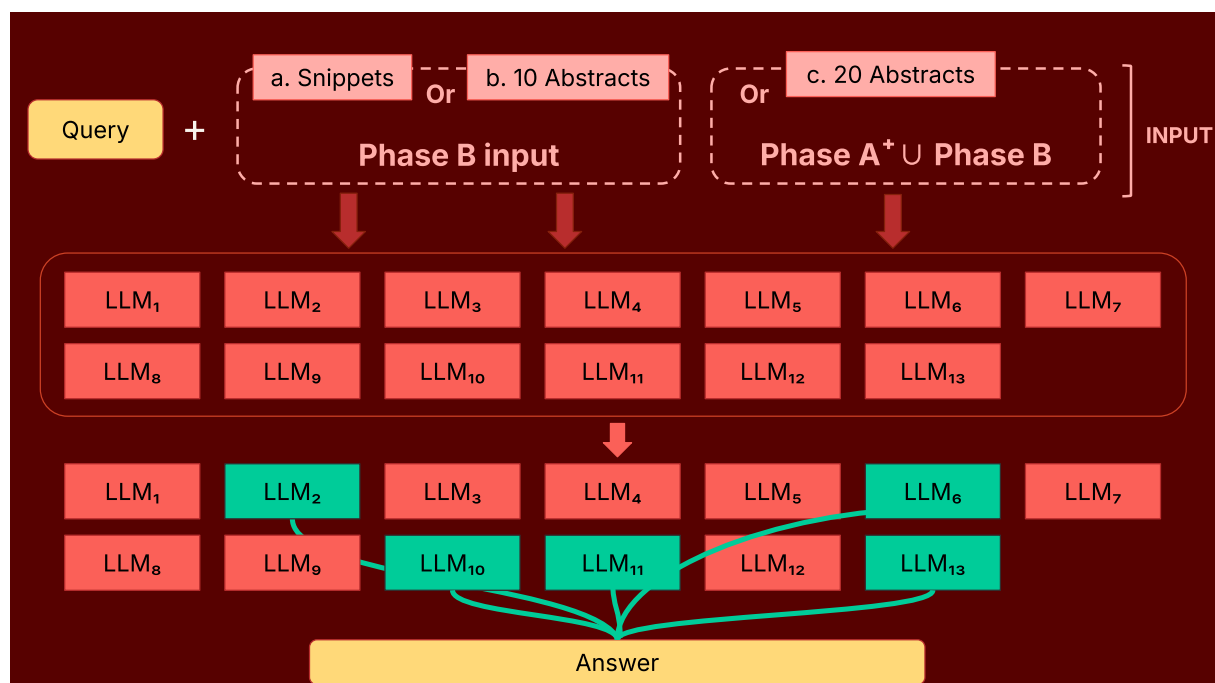 a. Snippets
Or
b. 10 Abstracts
Or
c. 20 Abstracts
Query
+
Phase B input
Phase A⁺ ∪ Phase B
INPUT
LLM₁ LLM₂ LLM₃ LLM₄ LLM₅ LLM₆ LLM₇
LLM₈ LLM₉ LLM₁₀ LLM₁₁ LLM₁₂ LLM₁₃
LLM₁ LLM₂ LLM₃ LLM₄ LLM₅ LLM₆ LLM₇
LLM₈ LLM₉ LLM₁₀ LLM₁₁ LLM₁₂ LLM₁₃
Answer